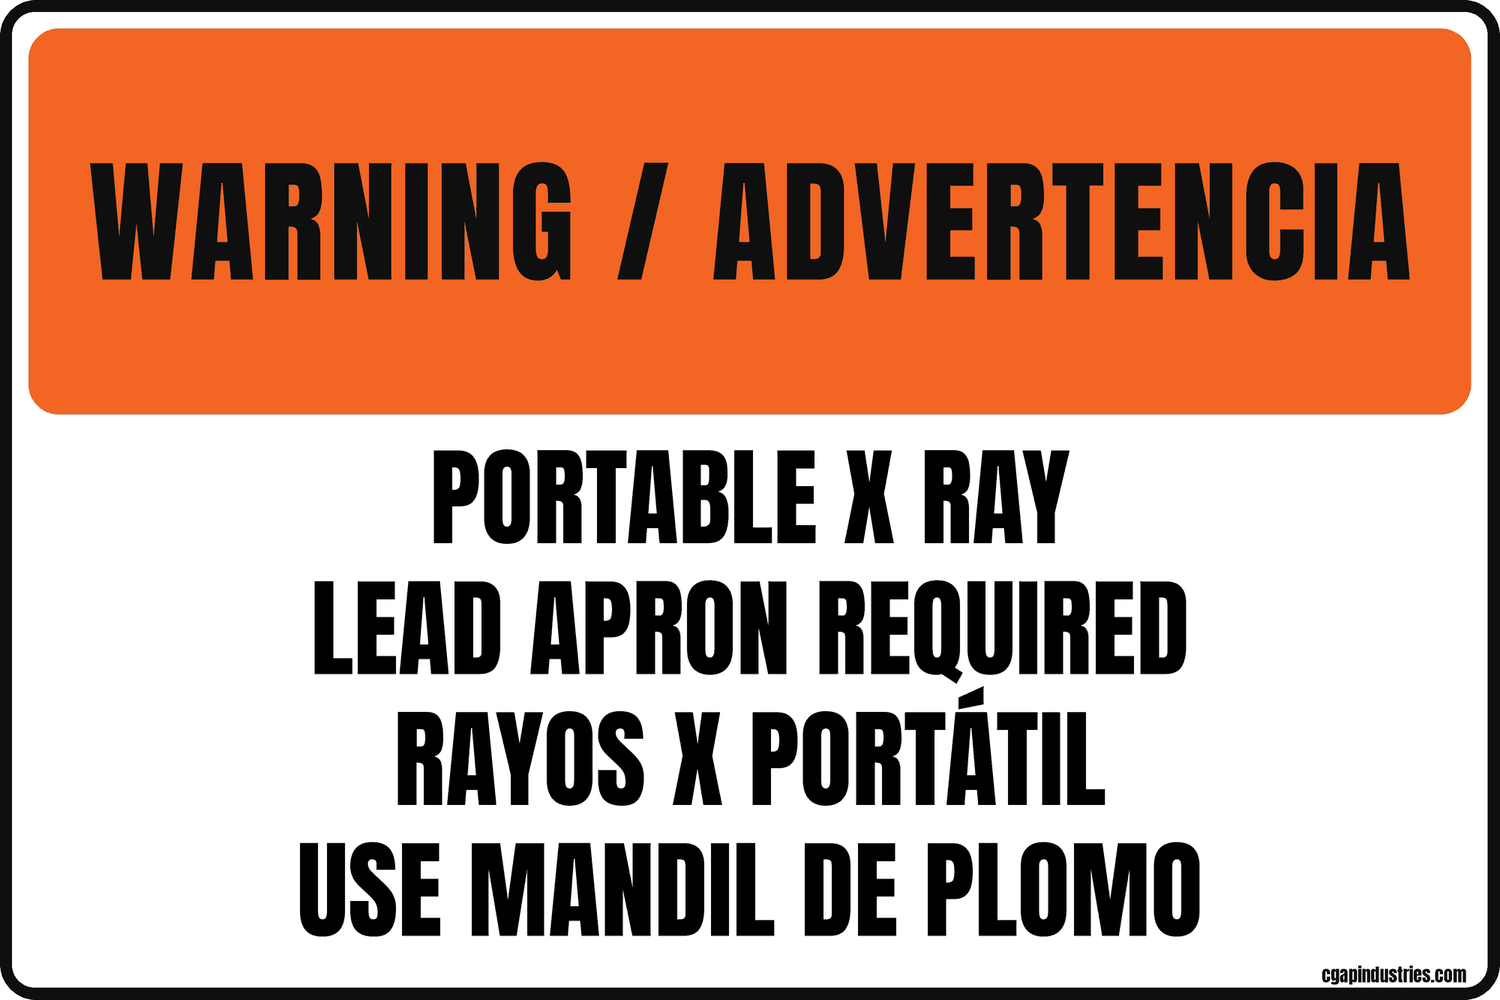 WARNING / ADVERTENCIA
PORTABLE X RAY
LEAD APRON REQUIRED
RAYOS X PORTÁTIL
USE MANDIL DE PLOMO
cgapindustries.com